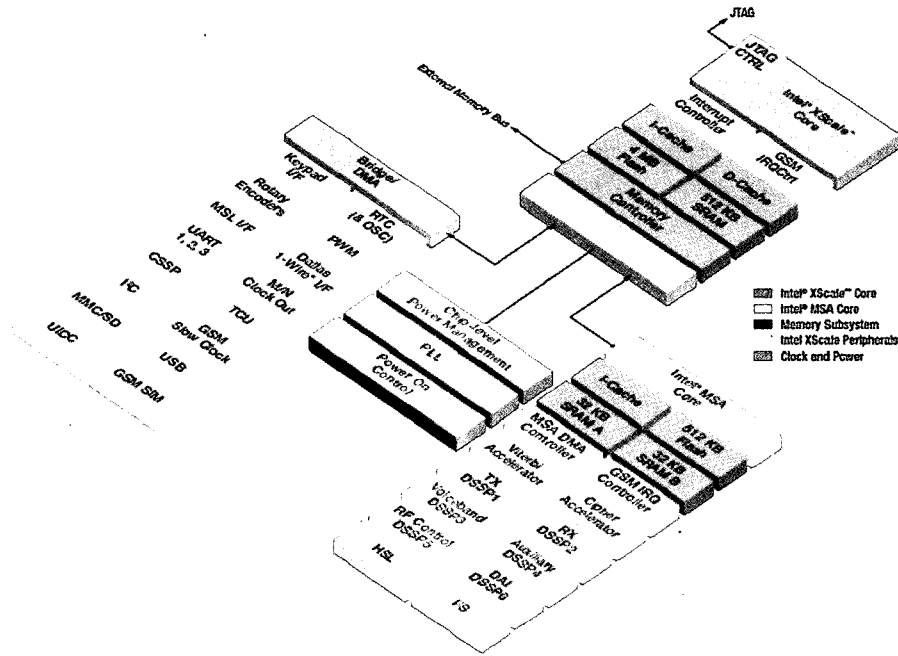 JTAG
External Memory Bus
JTAG
CTRL
Intel® XScale™
Core
Interrupt
Controller
GSM
IRQCtrl
I-Cache
D-Cache
4 MB
Flash
512 KB
SRAM
Memory
Controller
Bridge/
DMA
Keypad
I/F
RTC
(& OSC)
Rotary
Encoders
PWM
MSL I/F
Dallas
1-Wire® I/F
UART
1, 2, 3
M/N
Clock Out
CSSP
TCU
I²C
GSM
Slow Clock
MMC/SD
USB
UICC
GSM SIM
Chip-Level
Power Management
PLL
Power On
Control
Intel® XScale™ Core
Intel® MSA Core
Memory Subsystem
Intel XScale Peripherals
Clock and Power
Intel® MSA
Core
I-Cache
512 KB
Flash
32 KB
SRAM A
32 KB
SRAM B
MSA DMA
Controller
GSM IRQ
Controller
Viterbi
Accelerator
Cipher
Accelerator
TX
DSSP1
RX
DSSP2
Voiceband
DSSP3
Auxiliary
DSSP4
RF Control
DSSP5
DAI
DSSP6
HSL
I²S